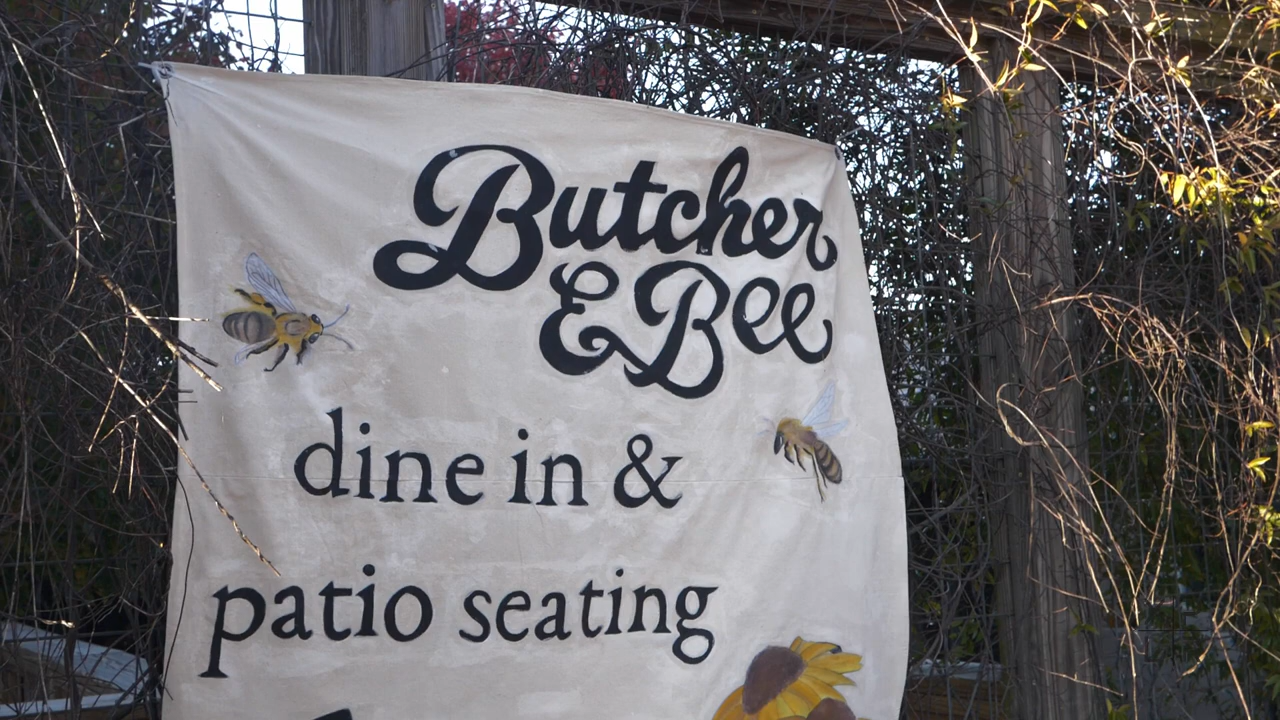 Butcher
& Bee
dine in &
patio seating